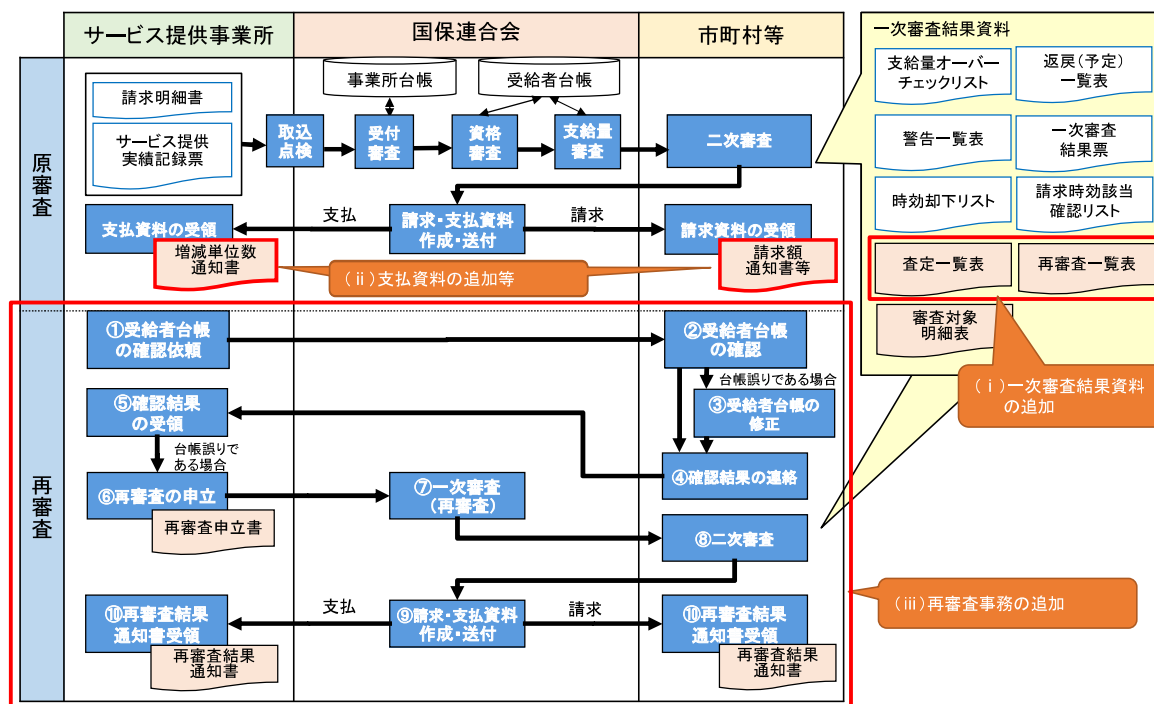 サービス提供事業所
国保連合会
市町村等
原審査
請求明細書
サービス提供
実績記録票
取込
点検
事業所台帳
受給者台帳
受付
審査
資格
審査
支給量
審査
二次審査
支払資料の受領
増減単位数
通知書
支払
請求・支払資料
作成・送付
請求
請求資料の受領
請求額
通知書等
(ⅱ)支払資料の追加等
一次審査結果資料
支給量オーバー
チェックリスト
返戻(予定)
一覧表
警告一覧表
一次審査
結果票
時効却下リスト
請求時効該当
確認リスト
査定一覧表
再審査一覧表
審査対象
明細表
(ⅰ)一次審査結果資料
の追加
再審査
①受給者台帳
の確認依頼
②受給者台帳
の確認
台帳誤りである場合
③受給者台帳の
修正
④確認結果の連絡
⑤確認結果
の受領
台帳誤りで
ある場合
⑥再審査の申立
再審査申立書
⑦一次審査
(再審査)
⑧二次審査
支払
⑨請求・支払資料
作成・送付
請求
⑩再審査結果
通知書受領
再審査結果
通知書
⑩再審査結果
通知書受領
再審査結果
通知書
(ⅲ)再審査事務の追加